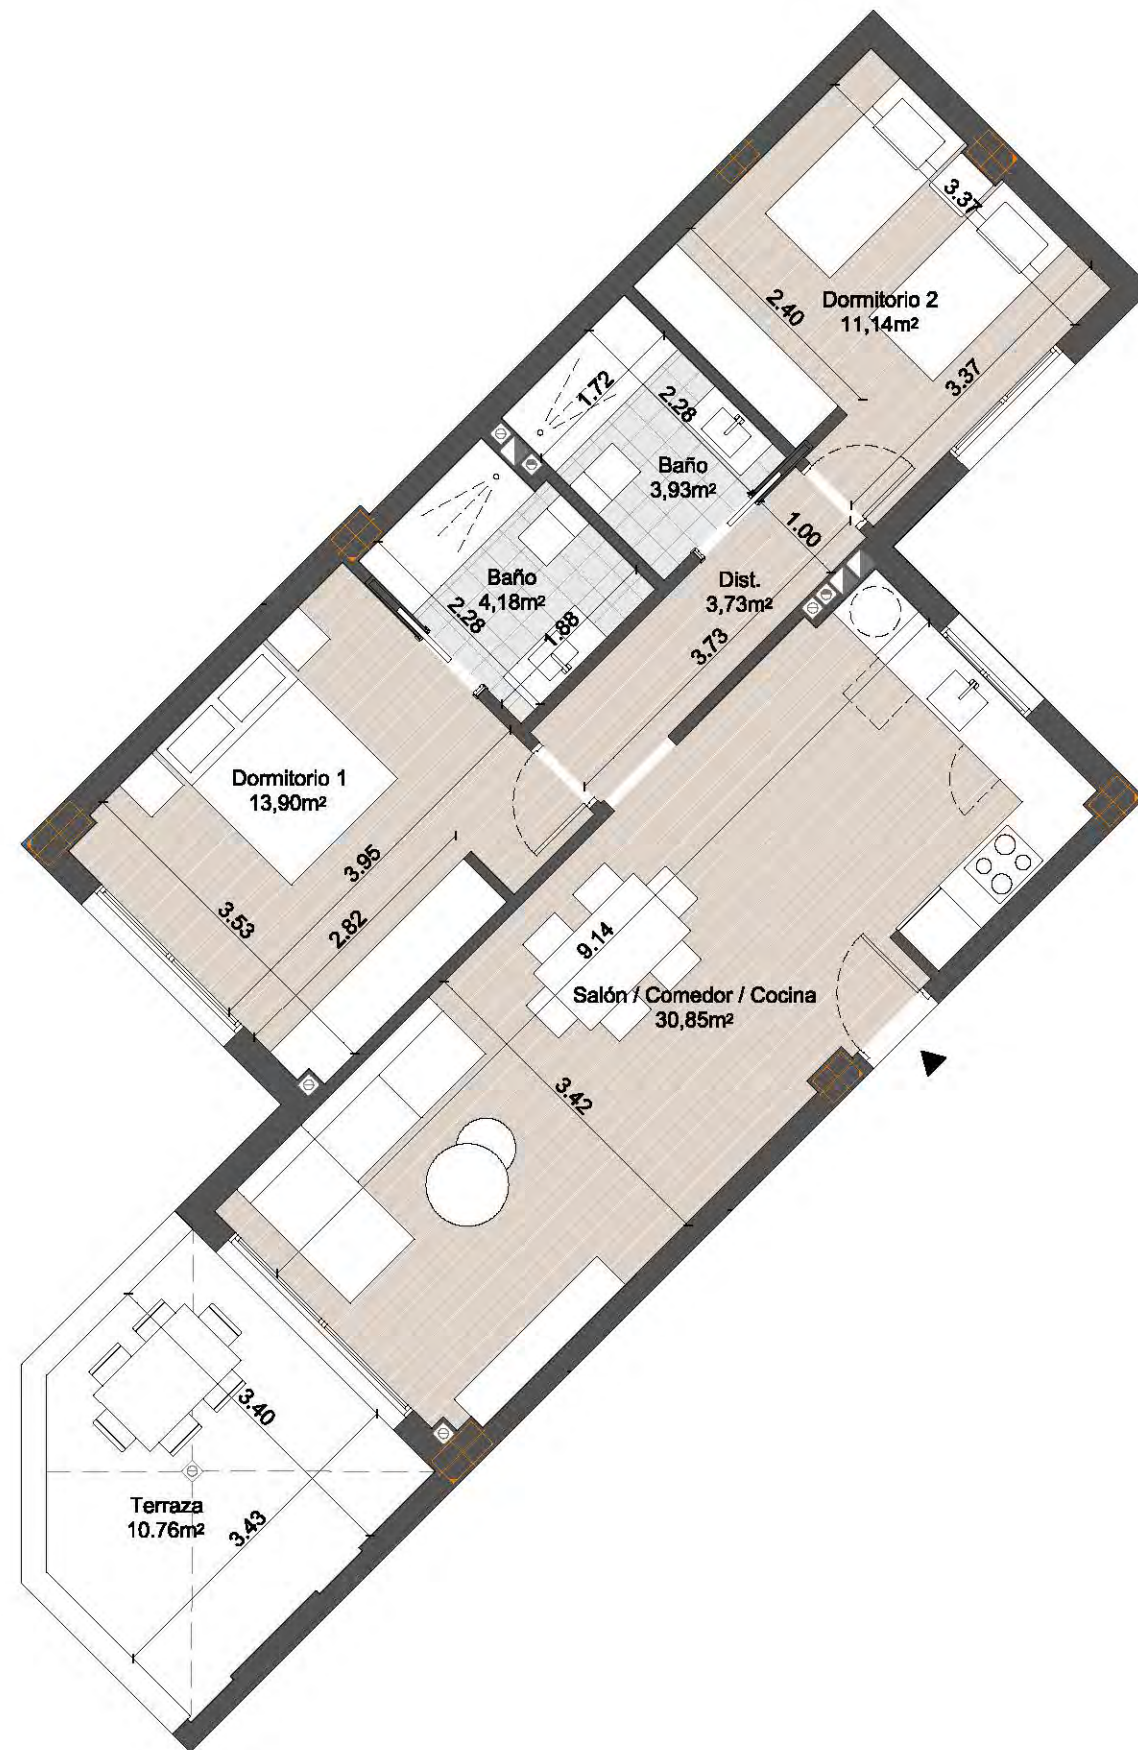 3.37
Dormitorio 2
11,14m²
2.40
3.37
1.72
2.28
Baño
3,93m²
1.00
Baño
4,18m²
2.28
1.88
Dist.
3,73m²
3.73
Dormitorio 1
13,90m²
3.95
3.53
2.82
9.14
Salón / Comedor / Cocina
30,85m²
3.42
3.40
Terraza
10.76m²
3.43